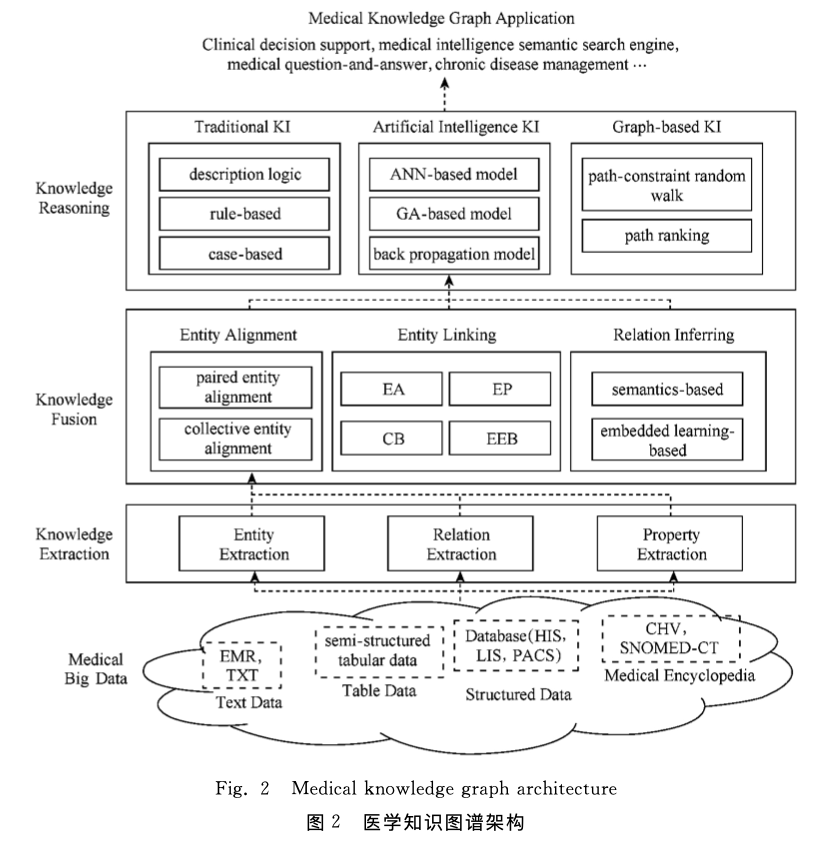 Medical Knowledge Graph Application
Clinical decision support, medical intelligence semantic search engine,
medical question-and-answer, chronic disease management ···
Knowledge
Reasoning
Traditional KI
description logic
rule-based
case-based
Artificial Intelligence KI
ANN-based model
GA-based model
back propagation model
Graph-based KI
path-constraint random
walk
path ranking
Knowledge
Fusion
Entity Alignment
paired entity
alignment
collective entity
alignment
Entity Linking
EA
EP
CB
EEB
Relation Inferring
semantics-based
embedded learning-
based
Knowledge
Extraction
Entity
Extraction
Relation
Extraction
Property
Extraction
Medical
Big Data
EMR,
TXT
Text Data
semi-structured
tabular data
Table Data
Database(HIS,
LIS, PACS)
Structured Data
CHV,
SNOMED-CT
Medical Encyclopedia
Fig. 2 Medical knowledge graph architecture
图 2 医学知识图谱架构